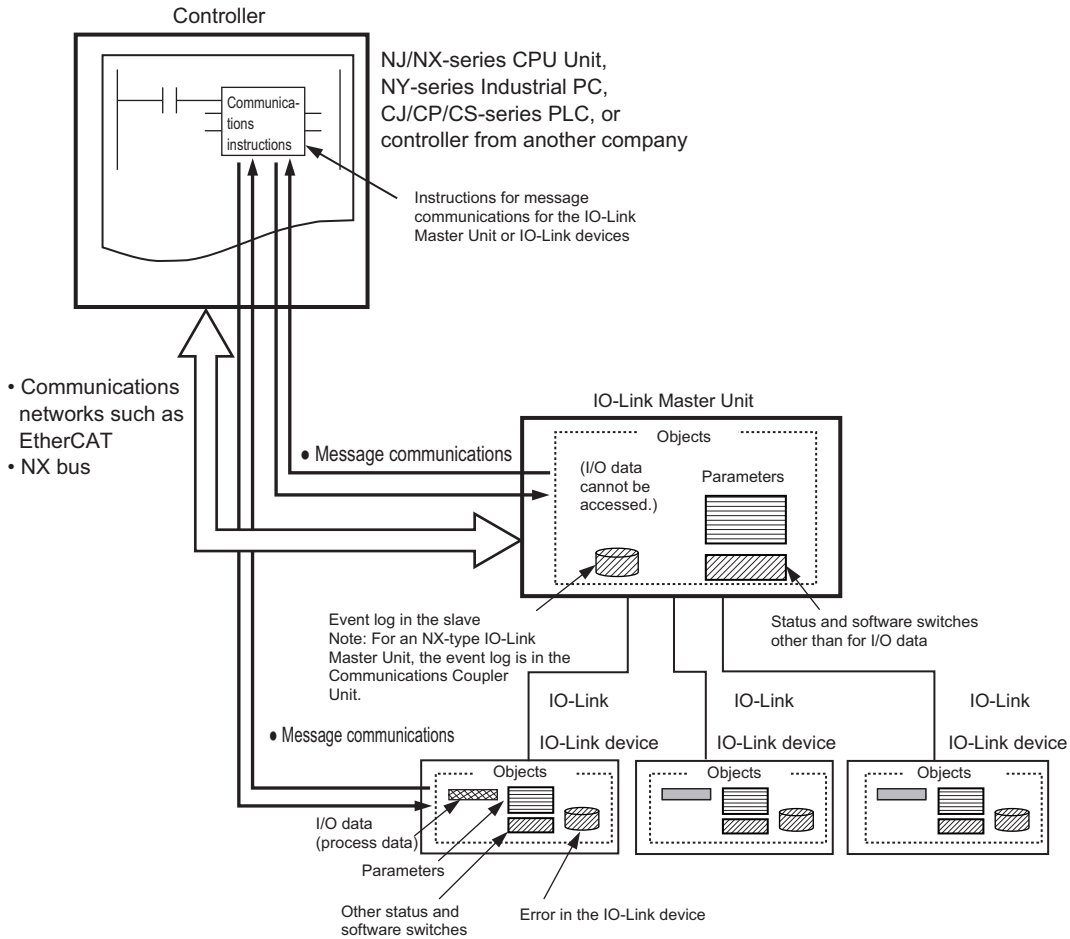 Controller
NJ/NX-series CPU Unit,
NY-series Industrial PC,
CJ/CP/CS-series PLC, or
controller from another company
Communica-
tions
instructions
Instructions for message
communications for the IO-Link
Master Unit or IO-Link devices
• Communications
networks such as
EtherCAT
• NX bus
IO-Link Master Unit
Objects
● Message communications
(I/O data
cannot be
accessed.)
Parameters
Event log in the slave
Note: For an NX-type IO-Link
Master Unit, the event log is in the
Communications Coupler
Unit.
Status and software switches
other than for I/O data
IO-Link
IO-Link
IO-Link
● Message communications
IO-Link device
IO-Link device
IO-Link device
Objects
Objects
Objects
I/O data
(process data)
Parameters
Other status and
software switches
Error in the IO-Link device